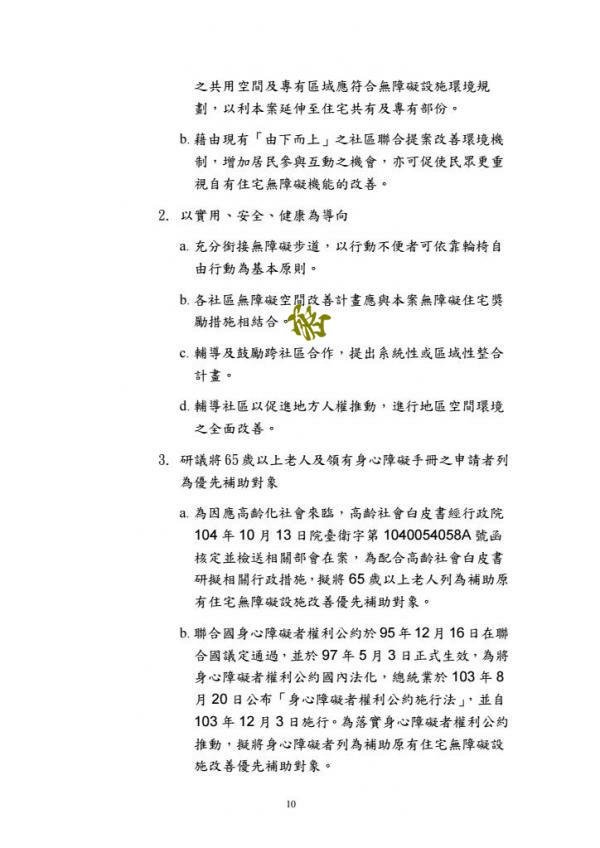 之共用空間及專有區域應符合無障礙設施環境規
劃，以利本案延伸至住宅共有及專有部份。
b. 藉由現有「由下而上」之社區聯合提案改善環境機
制，增加居民參與互動之機會，亦可促使民眾更重
視自有住宅無障礙機能的改善。
2. 以實用、安全、健康為導向
a. 充分銜接無障礙步道，以行動不便者可依靠輪椅自
由行動為基本原則。
b. 各社區無障礙空間改善計畫應與本案無障礙住宅獎
勵措施相結合。
c. 輔導及鼓勵跨社區合作，提出系統性或區域性整合
計畫。
d. 輔導社區以促進地方人權推動，進行地區空間環境
之全面改善。
3. 研議將 65 歲以上老人及領有身心障礙手冊之申請者列
為優先補助對象
a. 為因應高齡化社會來臨，高齡社會白皮書經行政院
104 年 10 月 13 日院臺衛字第 1040054058A 號函
核定並檢送相關部會在案，為配合高齡社會白皮書
研擬相關行政措施，擬將 65 歲以上老人列為補助原
有住宅無障礙設施改善優先補助對象。
b. 聯合國身心障礙者權利公約於 95 年 12 月 16 日在聯
合國議定通過，並於 97 年 5 月 3 日正式生效，為將
身心障礙者權利公約國內法化，總統業於 103 年 8
月 20 日公布「身心障礙者權利公約施行法」，並自
103 年 12 月 3 日施行。為落實身心障礙者權利公約
推動，擬將身心障礙者列為補助原有住宅無障礙設
施改善優先補助對象。
10